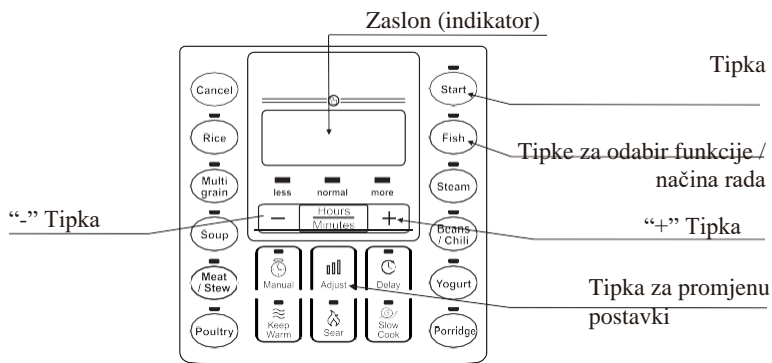 Zaslon (indikator)
Tipka
Cancel
Start
Rice
Fish
Tipke za odabir funkcije /
načina rada
Multi
grain
less
normal
more
Steam
“-” Tipka
−
Hours
Minutes
+
“+” Tipka
Soup
Beans
/ Chili
Meat
/ Stew
Manual
Adjust
Delay
Yogurt
Tipka za promjenu
postavki
Poultry
Keep
Warm
Sear
Slow
Cook
Porridge